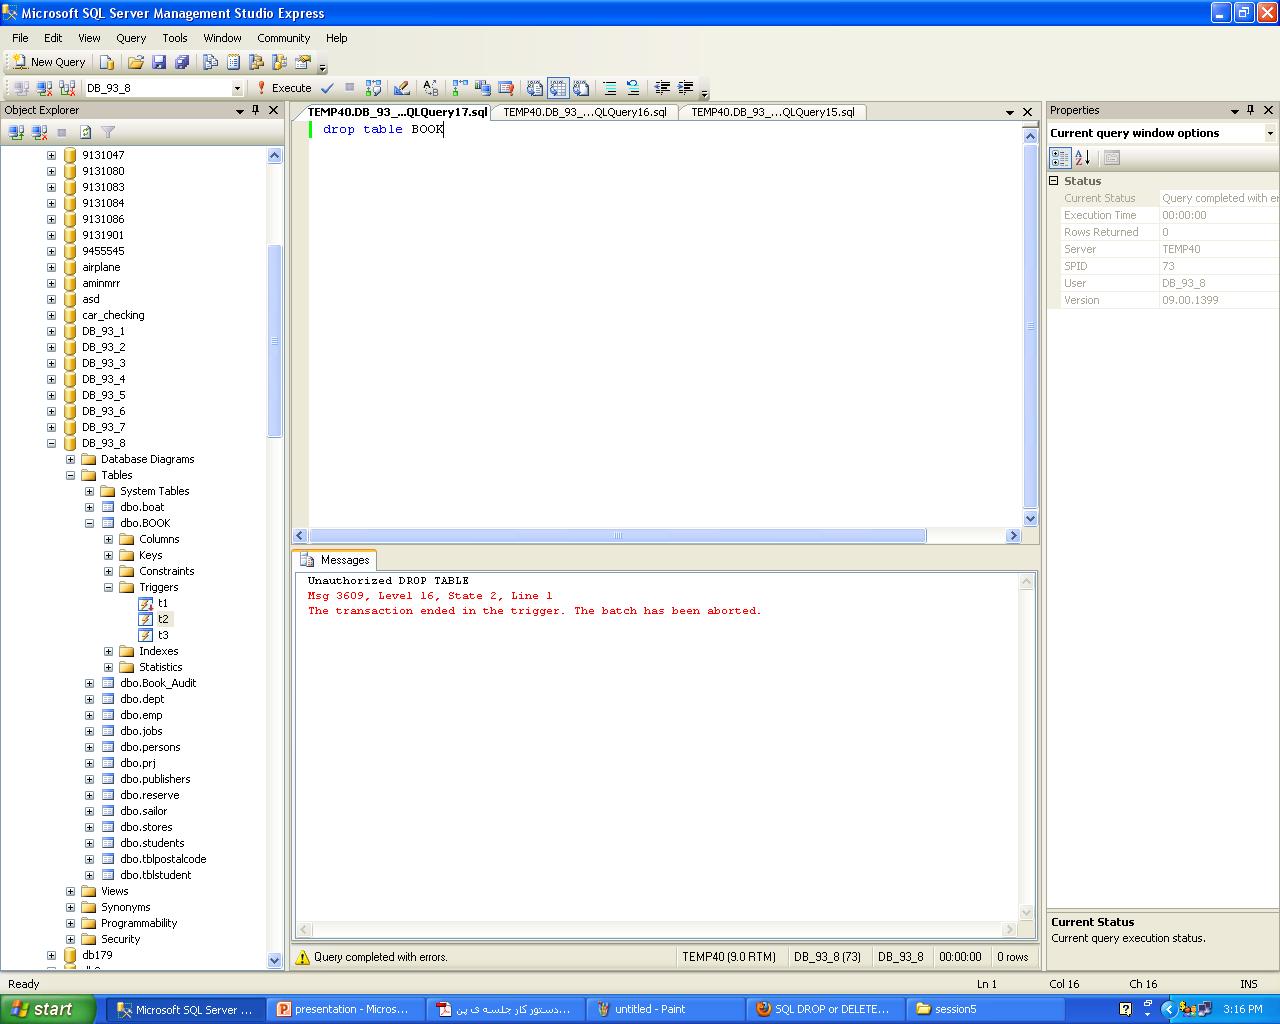 Microsoft SQL Server Management Studio Express
File Edit View Query Tools Window Community Help
New Query
DB_93_8 Execute
Object Explorer
9131047
9131080
9131083
9131084
9131086
9131901
9455545
airplane
aminmrr
asd
car_checking
DB_93_1
DB_93_2
DB_93_3
DB_93_4
DB_93_5
DB_93_6
DB_93_7
DB_93_8
Database Diagrams
Tables
System Tables
dbo.boat
dbo.BOOK
Columns
Keys
Constraints
Triggers
t1
t2
t3
Indexes
Statistics
dbo.Book_Audit
dbo.dept
dbo.emp
dbo.jobs
dbo.persons
dbo.prj
dbo.publishers
dbo.reserve
dbo.sailor
dbo.stores
dbo.students
dbo.tblpostalcode
dbo.tblstudent
Views
Synonyms
Programmability
Security
db179
TEMP40.DB_93_...QLQuery17.sql TEMP40.DB_93_...QLQuery16.sql TEMP40.DB_93_...QLQuery15.sql
drop table BOOK
Messages
Unauthorized DROP TABLE
Msg 3609, Level 16, State 2, Line 1
The transaction ended in the trigger. The batch has been aborted.
Query completed with errors. TEMP40 (9.0 RTM) DB_93_8 (73) DB_93_8 00:00:00 0 rows
Properties
Current query window options
Status
Current Status Query completed with err
Execution Time 00:00:00
Rows Returned 0
Server TEMP40
SPID 73
User DB_93_8
Version 09.00.1399
Current Status
Current query execution status.
Ready Ln 1 Col 16 Ch 16 INS
start Microsoft SQL Server ... presentation - Micros... دستور کار جلسه ی پن... untitled - Paint SQL DROP or DELETE... session5 3:16 PM